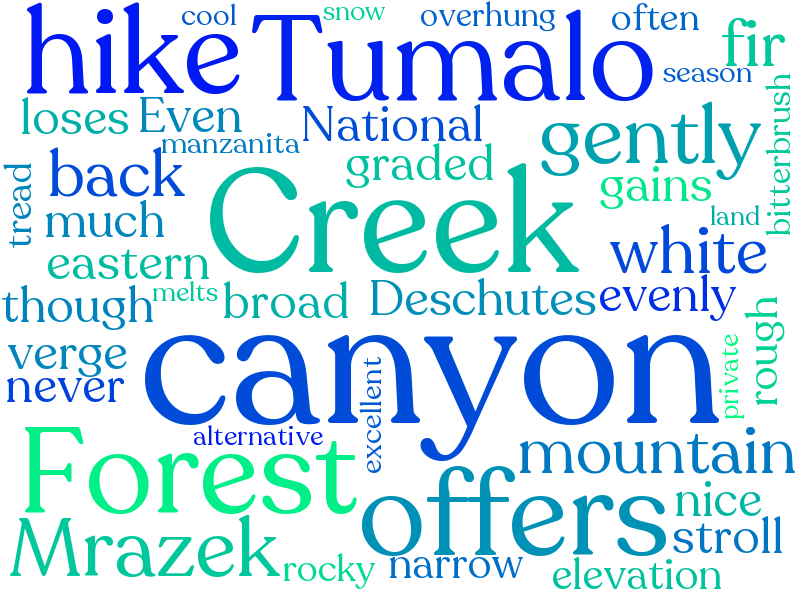 cool
snow
overhung
often
hike
Tumalo
fir
season
loses
Even
National
gently
bitterbrush
manzanita
graded
back
tread
Creek
gains
much
land
white
eastern
though
melts
broad
Deschutes
evenly
rough
canyon
verge
never
private
excellent
alternative
Forest
mountain
offers
nice
Mrazek
stroll
rocky
narrow
elevation